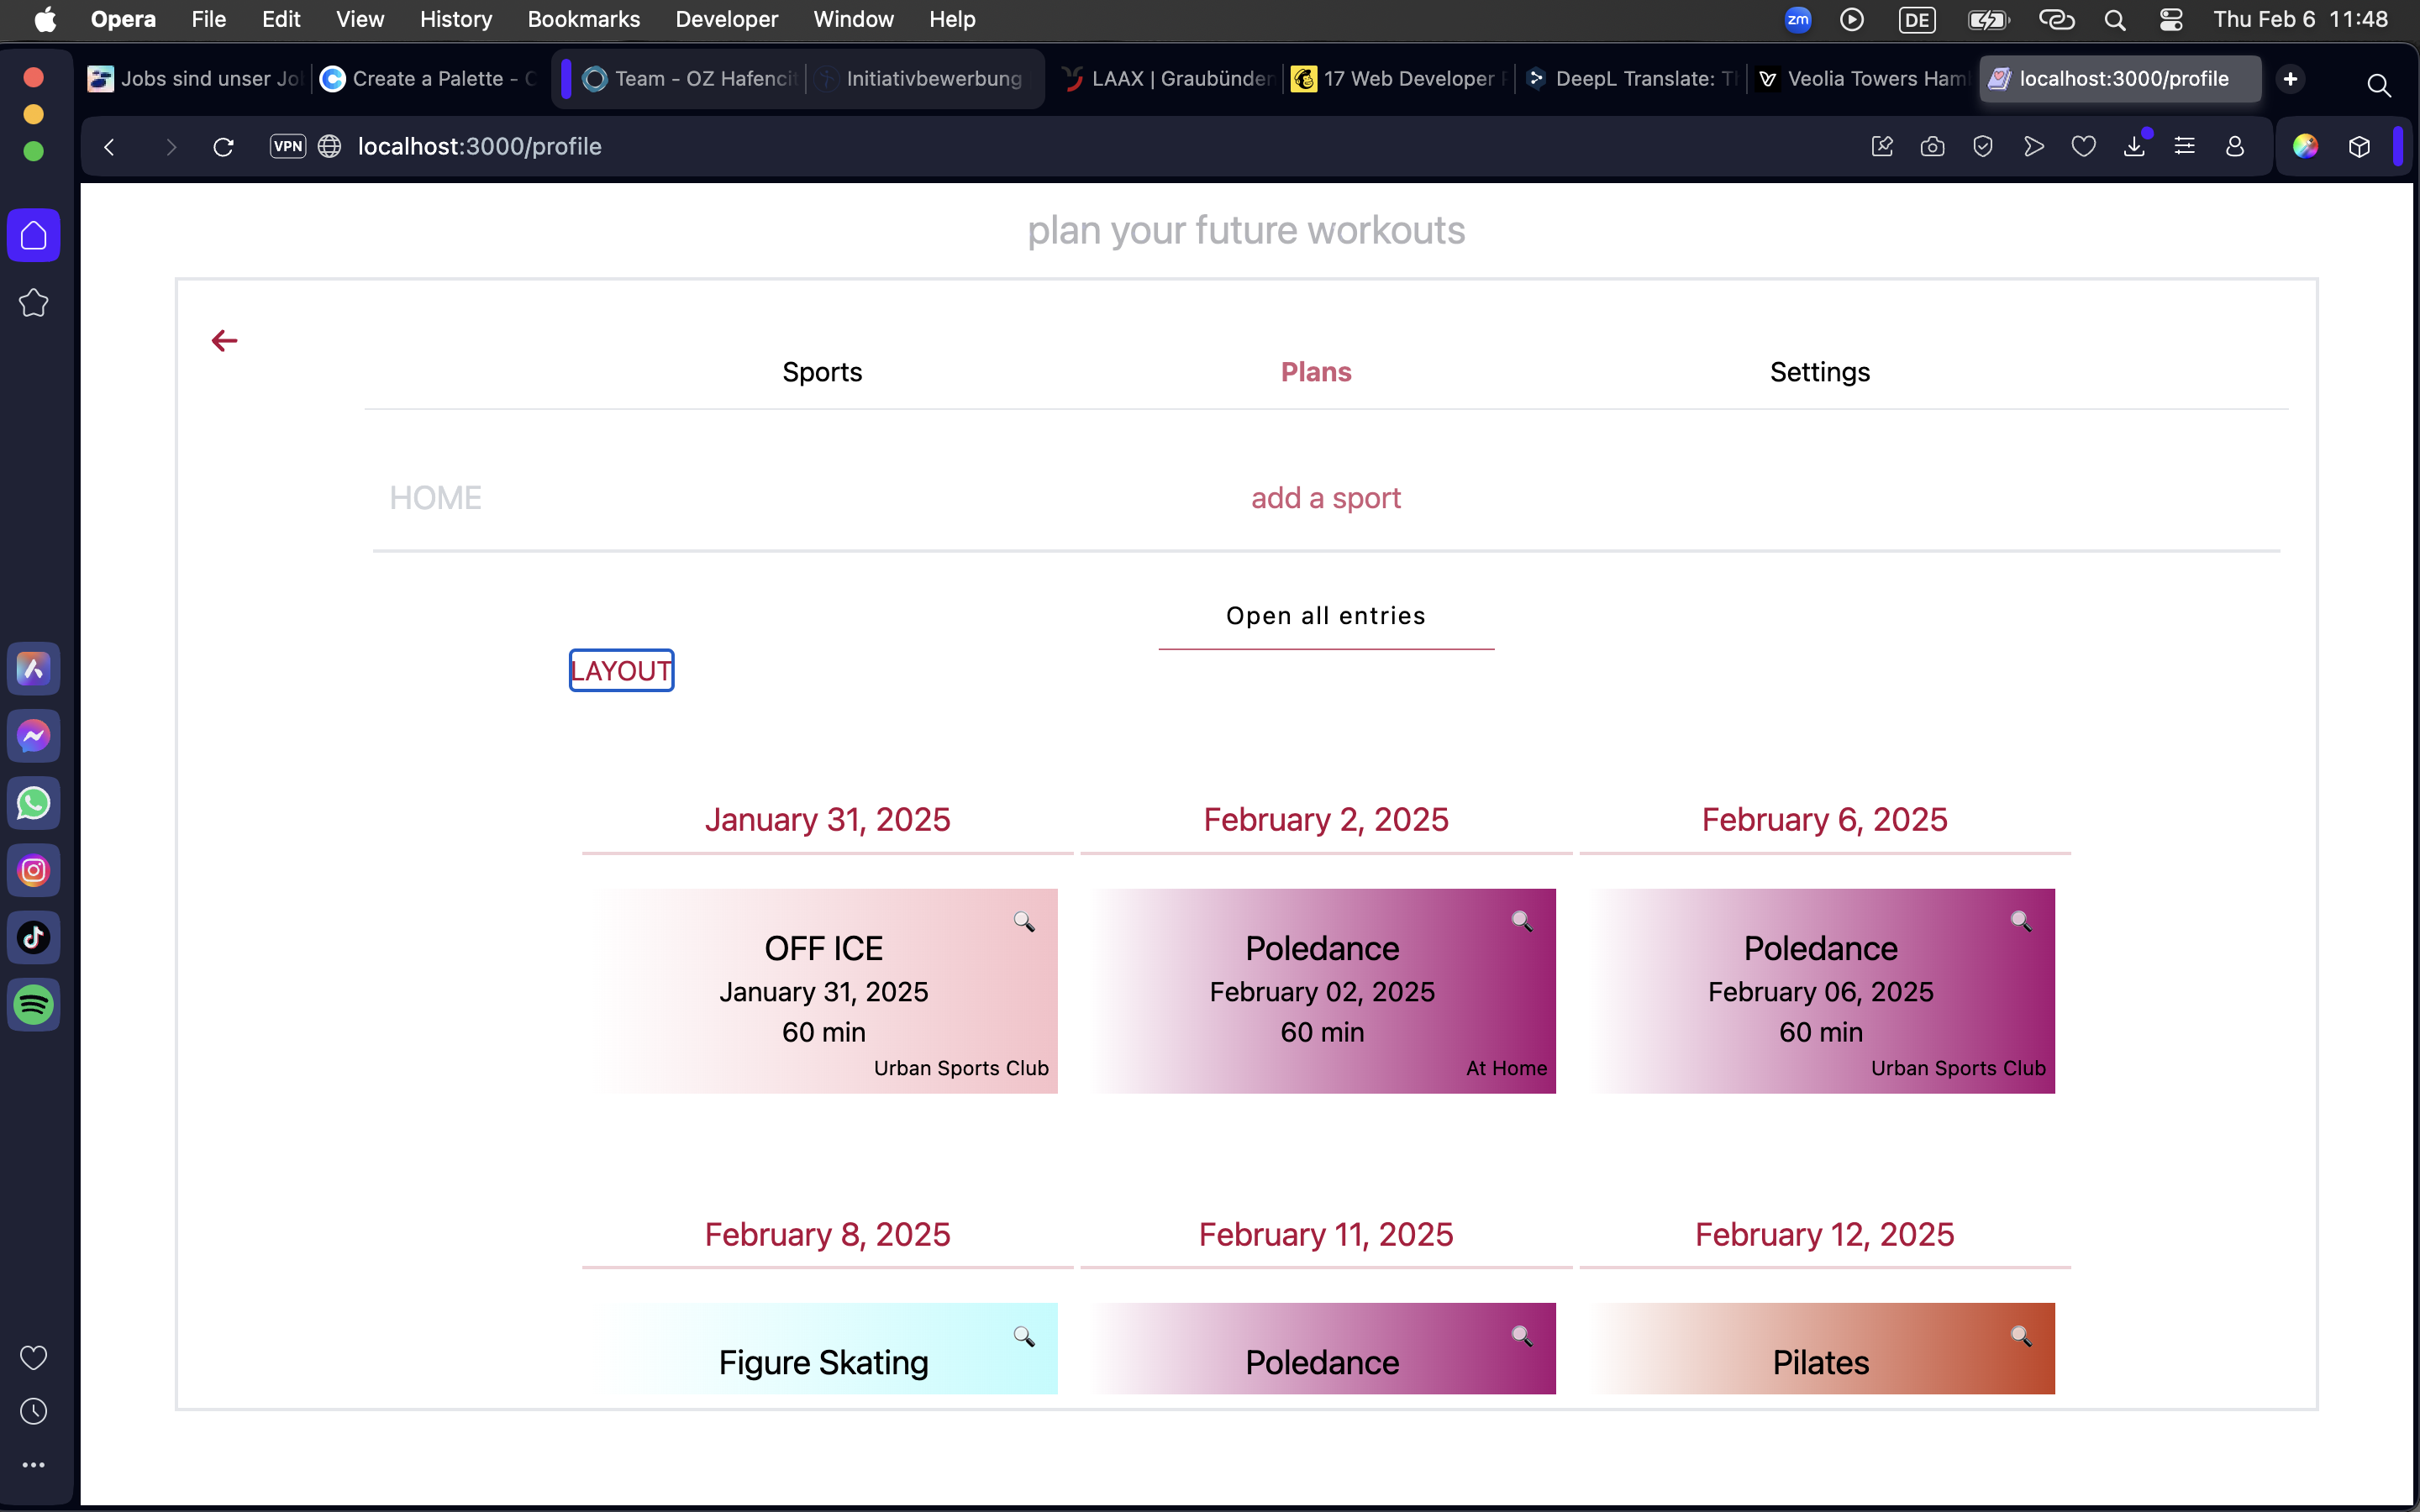 Opera File Edit View History Bookmarks Developer Window Help zm DE Thu Feb 6 11:48
Jobs sind unser Jo Create a Palette - C Team - OZ Hafencit Initiativbewerbung LAAX | Graubünden 17 Web Developer DeepL Translate: T Veolia Towers Ham localhost:3000/profile
VPN localhost:3000/profile
plan your future workouts
Sports Plans Settings
HOME add a sport
Open all entries
LAYOUT
January 31, 2025 February 2, 2025 February 6, 2025
OFF ICE Poledance Poledance
January 31, 2025 February 02, 2025 February 06, 2025
60 min 60 min 60 min
Urban Sports Club At Home Urban Sports Club
February 8, 2025 February 11, 2025 February 12, 2025
Figure Skating Poledance Pilates